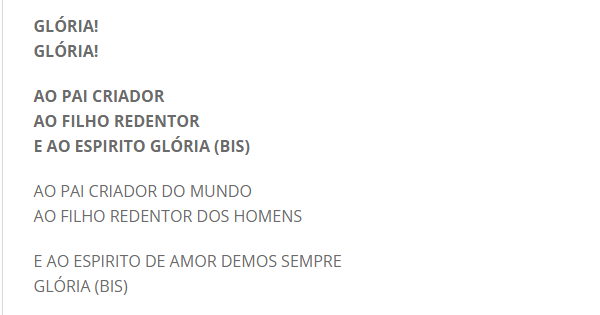 GLÓRIA!
GLÓRIA!
AO PAI CRIADOR
AO FILHO REDENTOR
E AO ESPIRITO GLÓRIA (BIS)
AO PAI CRIADOR DO MUNDO
AO FILHO REDENTOR DOS HOMENS
E AO ESPIRITO DE AMOR DEMOS SEMPRE
GLÓRIA (BIS)